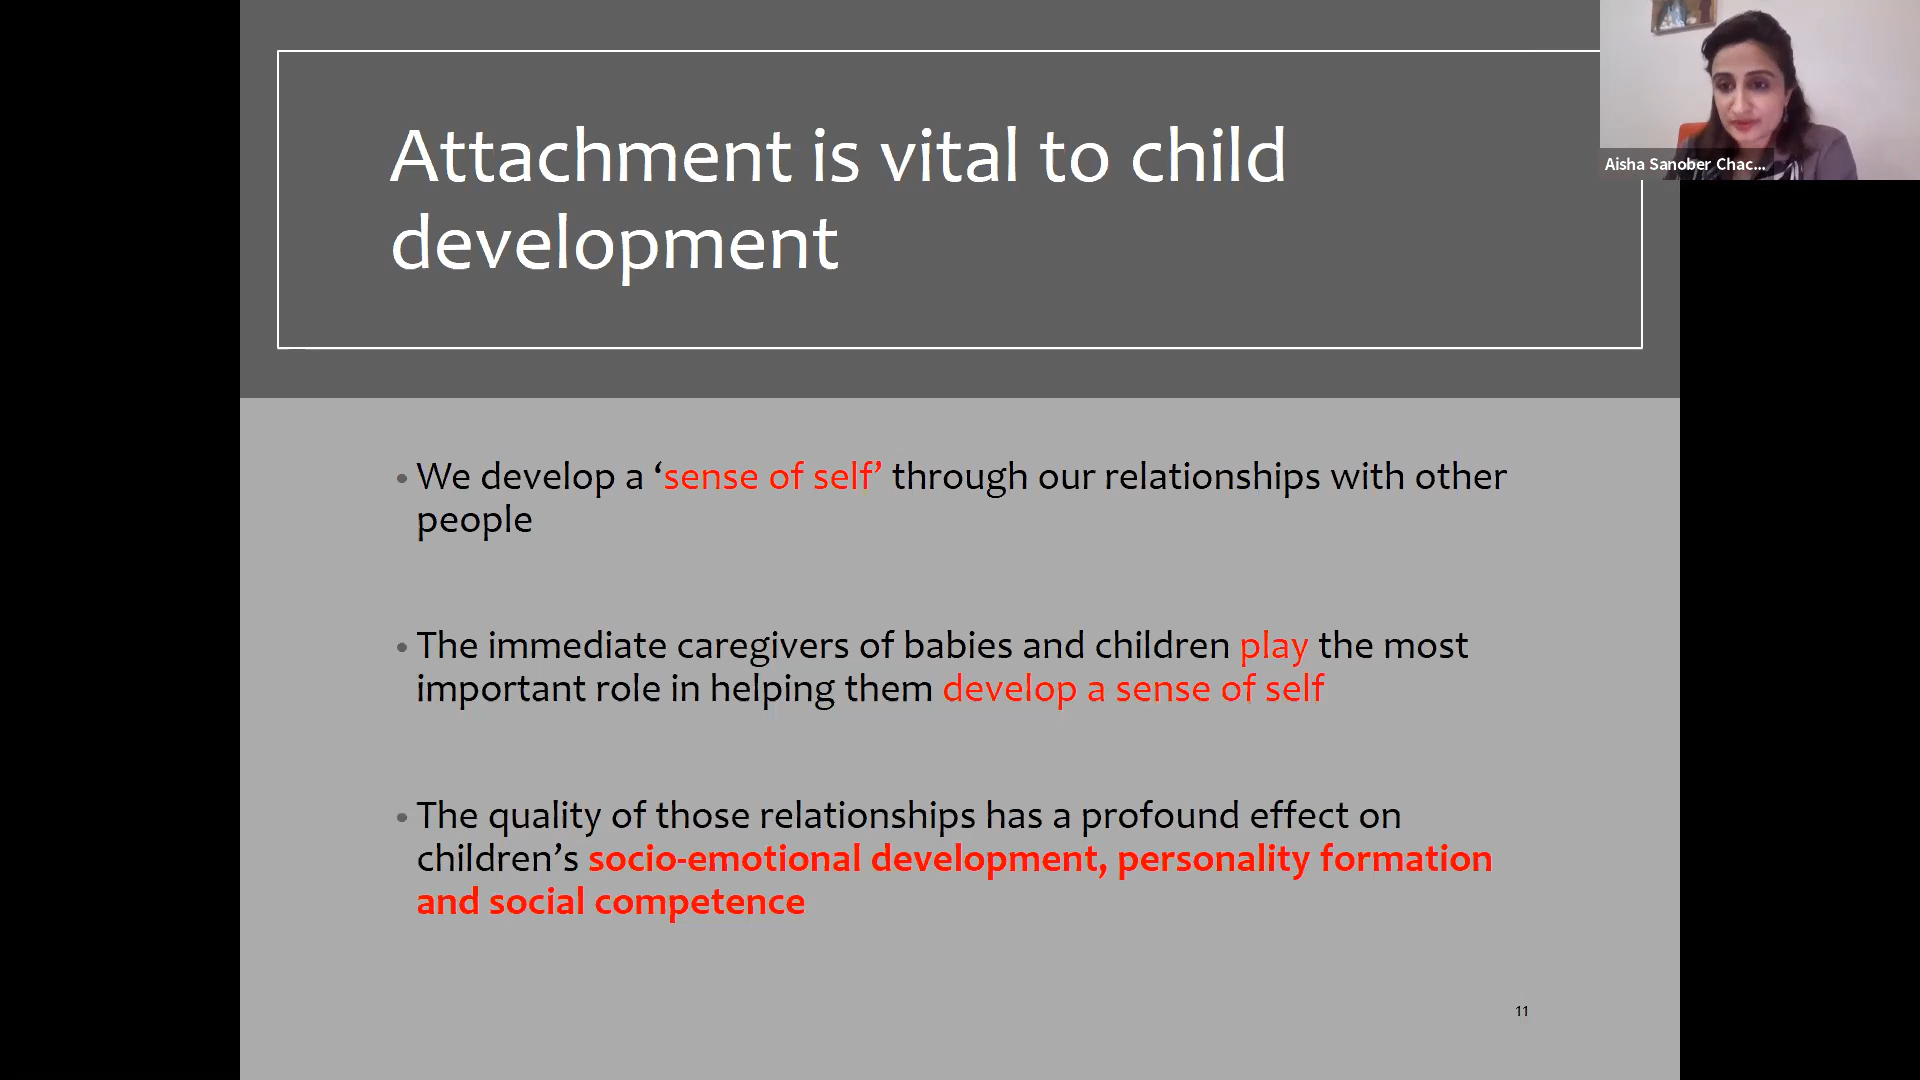 Attachment is vital to child
development
Aisha Sanober Chac...
• We develop a ‘sense of self’ through our relationships with other
people
• The immediate caregivers of babies and children play the most
important role in helping them develop a sense of self
• The quality of those relationships has a profound effect on
children’s socio-emotional development, personality formation
and social competence
11